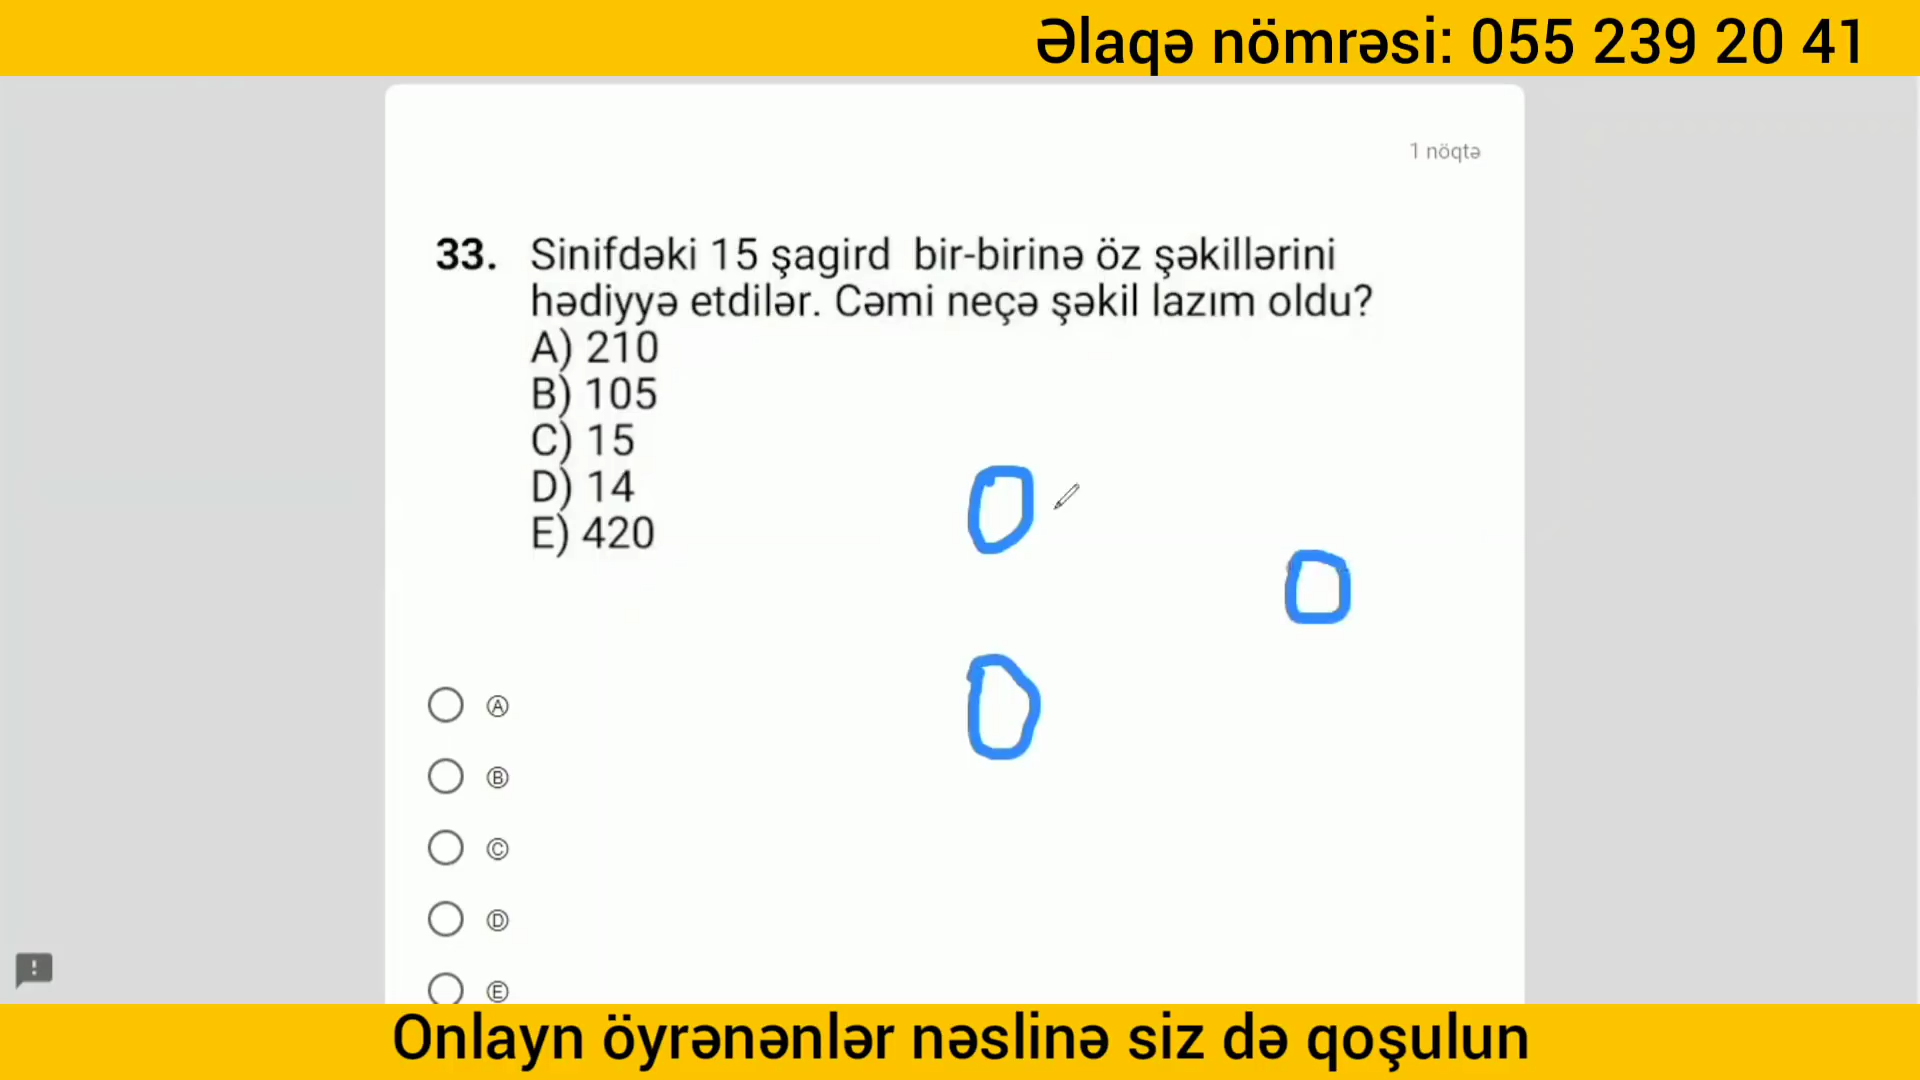 Əlaqə nömrəsi: 055 239 20 41
1 nöqtə
33. Sinifdəki 15 şagird bir-birinə öz şəkillərini
hədiyyə etdilər. Cəmi neçə şəkil lazım oldu?
A) 210
B) 105
C) 15
D) 14
E) 420
Ⓐ
Ⓑ
Ⓒ
Ⓓ
Ⓔ
Onlayn öyrənənlər nəslinə siz də qoşulun